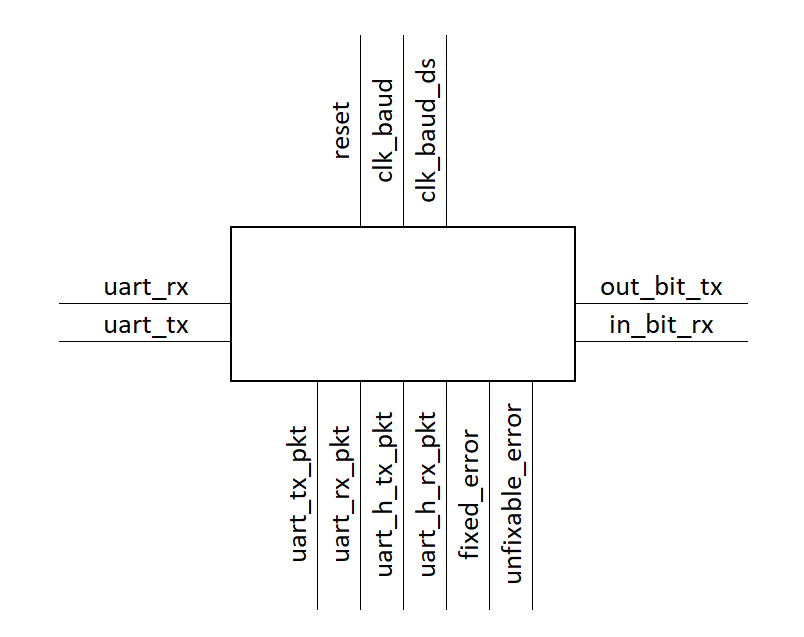 reset
clk_baud
clk_baud_ds
uart_rx
uart_tx
out_bit_tx
in_bit_rx
uart_tx_pkt
uart_rx_pkt
uart_h_tx_pkt
uart_h_rx_pkt
fixed_error
unfixable_error